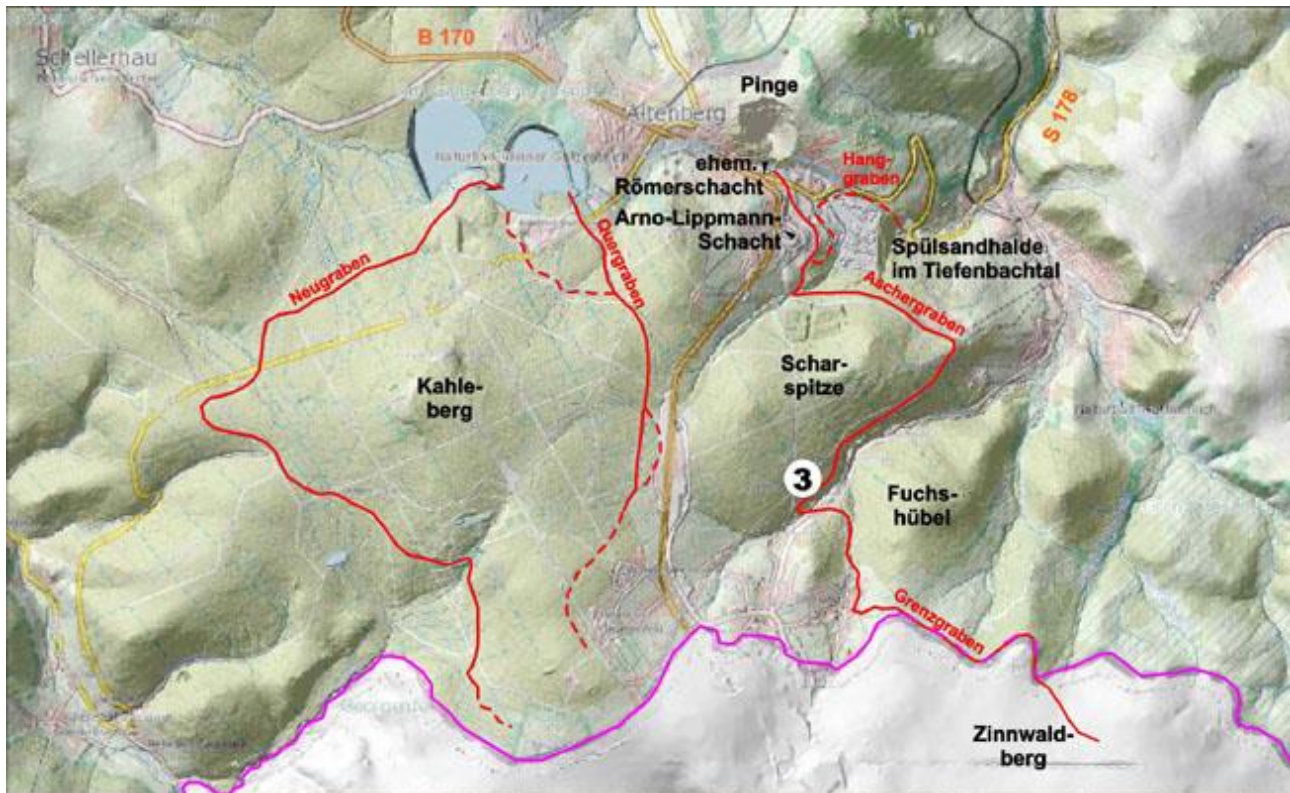 B 170
Schellernau
Pinge
Altenberg
S 178
Hang-
graben
ehem.
Römerschacht
Arno-Lippmann-
Schacht
Spülsandhalde
im Tiefenbachtal
Neugraben
Quergraben
Aschergraben
Schar-
spitze
Kahle-
berg
3
Fuchs-
hübel
Grenzgraben
Zinnwald-
berg